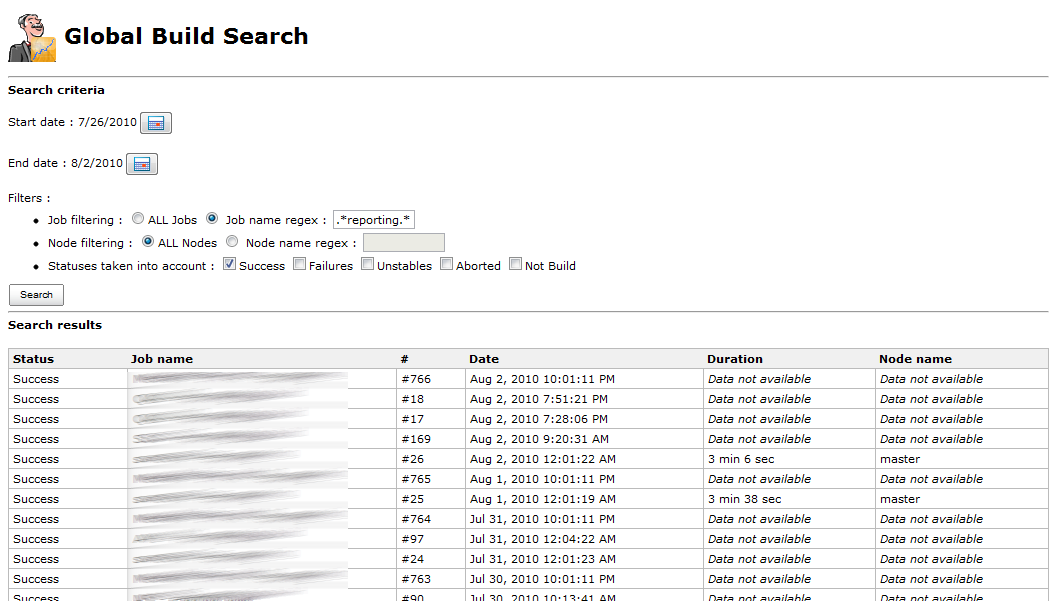 Global Build Search
Search criteria
Start date : 7/26/2010
End date : 8/2/2010
Filters :
Job filtering : ALL Jobs Job name regex : .*reporting.*
Node filtering : ALL Nodes Node name regex :
Statuses taken into account : Success Failures Unstables Aborted Not Build
Search
Search results
Status Job name # Date Duration Node name
Success #766 Aug 2, 2010 10:01:11 PM Data not available Data not available
Success #18 Aug 2, 2010 7:51:21 PM Data not available Data not available
Success #17 Aug 2, 2010 7:28:06 PM Data not available Data not available
Success #169 Aug 2, 2010 9:20:31 AM Data not available Data not available
Success #26 Aug 2, 2010 12:01:22 AM 3 min 6 sec master
Success #765 Aug 1, 2010 10:01:11 PM Data not available Data not available
Success #25 Aug 1, 2010 12:01:19 AM 3 min 38 sec master
Success #764 Jul 31, 2010 10:01:11 PM Data not available Data not available
Success #97 Jul 31, 2010 12:04:22 AM Data not available Data not available
Success #24 Jul 31, 2010 12:01:23 AM Data not available Data not available
Success #763 Jul 30, 2010 10:01:11 PM Data not available Data not available
Success #90 Jul 30, 2010 10:13:41 AM Data not available Data not available